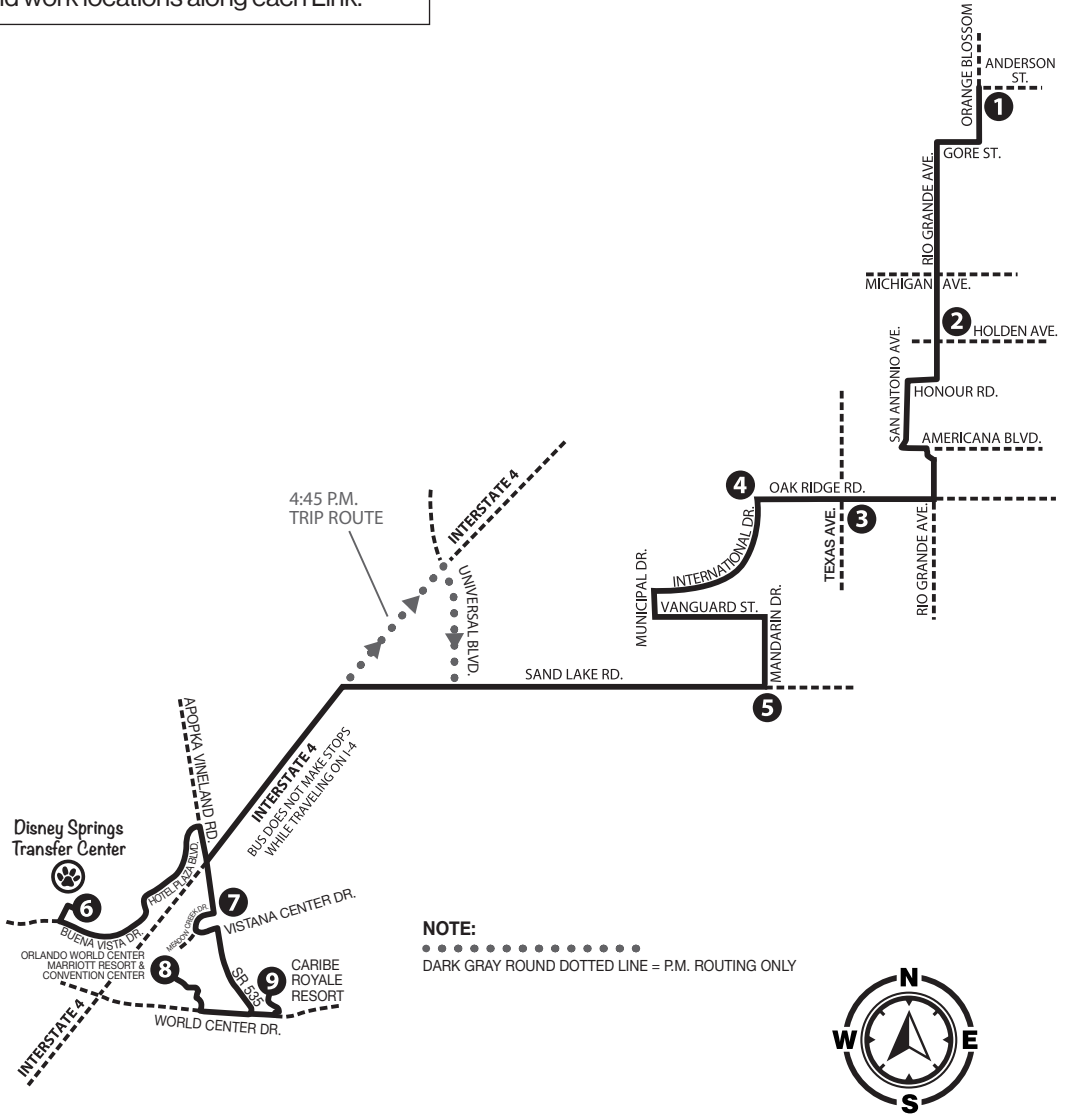 nd work locations along each Link.
ORANGE BLOSSOM
ANDERSON
ST.
1
GORE ST.
RIO GRANDE AVE.
MICHIGAN AVE.
2
HOLDEN AVE.
SAN ANTONIO AVE.
HONOUR RD.
AMERICANA BLVD.
4
OAK RIDGE RD.
3
TEXAS AVE.
RIO GRANDE AVE.
INTERNATIONAL DR.
MUNICIPAL DR.
VANGUARD ST.
MANDARIN DR.
4:45 P.M.
TRIP ROUTE
INTERSTATE 4
UNIVERSAL BLVD.
SAND LAKE RD.
5
INTERSTATE 4
BUS DOES NOT MAKE STOPS
WHILE TRAVELING ON I-4
APOPKA VINELAND RD.
Disney Springs
Transfer Center
HOTEL PLAZA BLVD.
6
BUENA VISTA DR.
7
MEADOW CREEK DR.
VISTANA CENTER DR.
ORLANDO WORLD CENTER
MARRIOTT RESORT &
CONVENTION CENTER
8
SR 535
9
CARIBE
ROYALE
RESORT
WORLD CENTER DR.
INTERSTATE 4
NOTE:
DARK GRAY ROUND DOTTED LINE = P.M. ROUTING ONLY
N
W
E
S